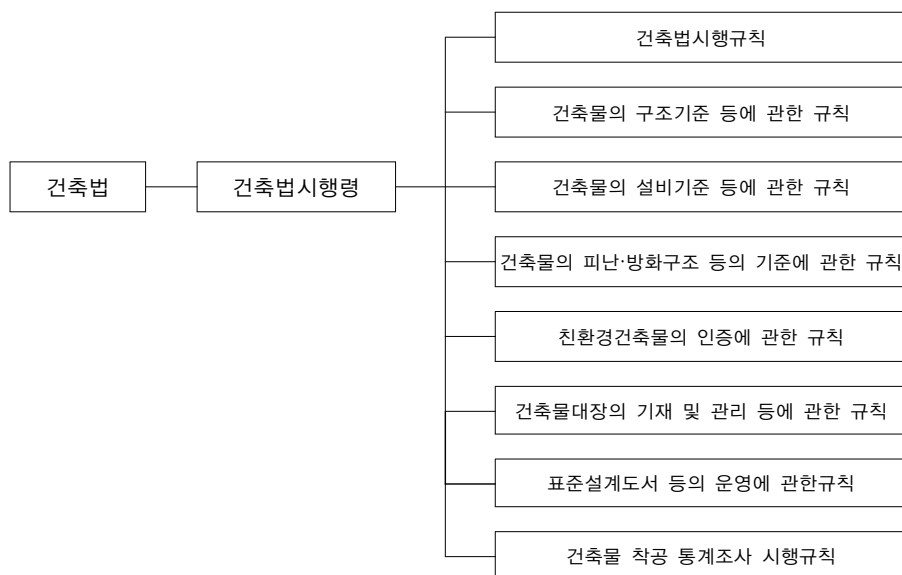 건축법시행규칙
건축물의 구조기준 등에 관한 규칙
건축법
건축법시행령
건축물의 설비기준 등에 관한 규칙
건축물의 피난·방화구조 등의 기준에 관한 규칙
친환경건축물의 인증에 관한 규칙
건축물대장의 기재 및 관리 등에 관한 규칙
표준설계도서 등의 운영에 관한규칙
건축물 착공 통계조사 시행규칙